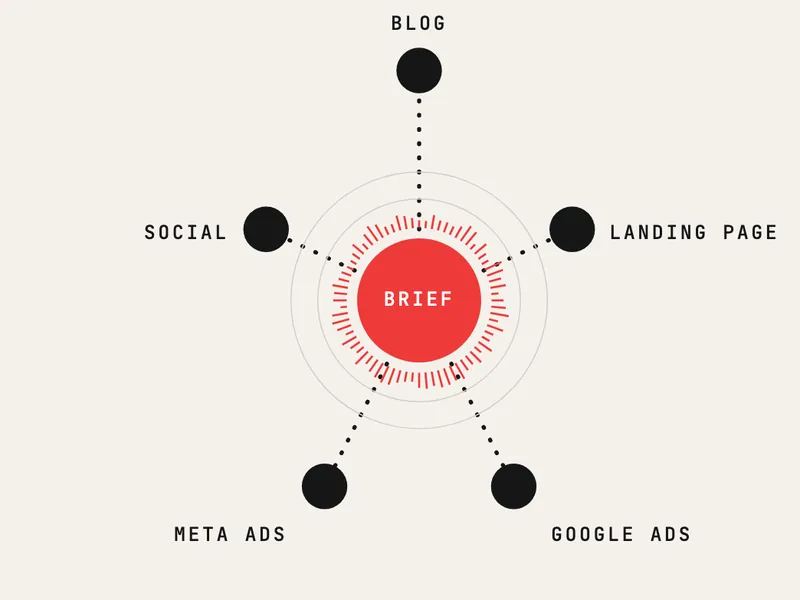 BLOG
SOCIAL
LANDING PAGE
BRIEF
META ADS
GOOGLE ADS